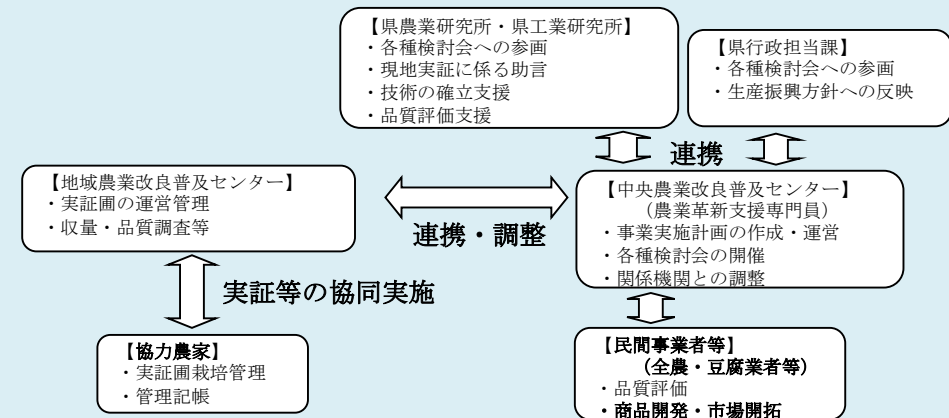 【県農業研究所・県工業研究所】
・各種検討会への参画
・現地実証に係る助言
・技術の確立支援
・品質評価支援
【県行政担当課】
・各種検討会への参画
・生産振興方針への反映
連携
【地域農業改良普及センター】
・実証圃の運営管理
・収量・品質調査等
連携・調整
【中央農業改良普及センター】
（農業革新支援専門員）
・事業実施計画の作成・運営
・各種検討会の開催
・関係機関との調整
実証等の協同実施
【協力農家】
・実証圃栽培管理
・管理記帳
【民間事業者等】
（全農・豆腐業者等）
・品質評価
・商品開発・市場開拓